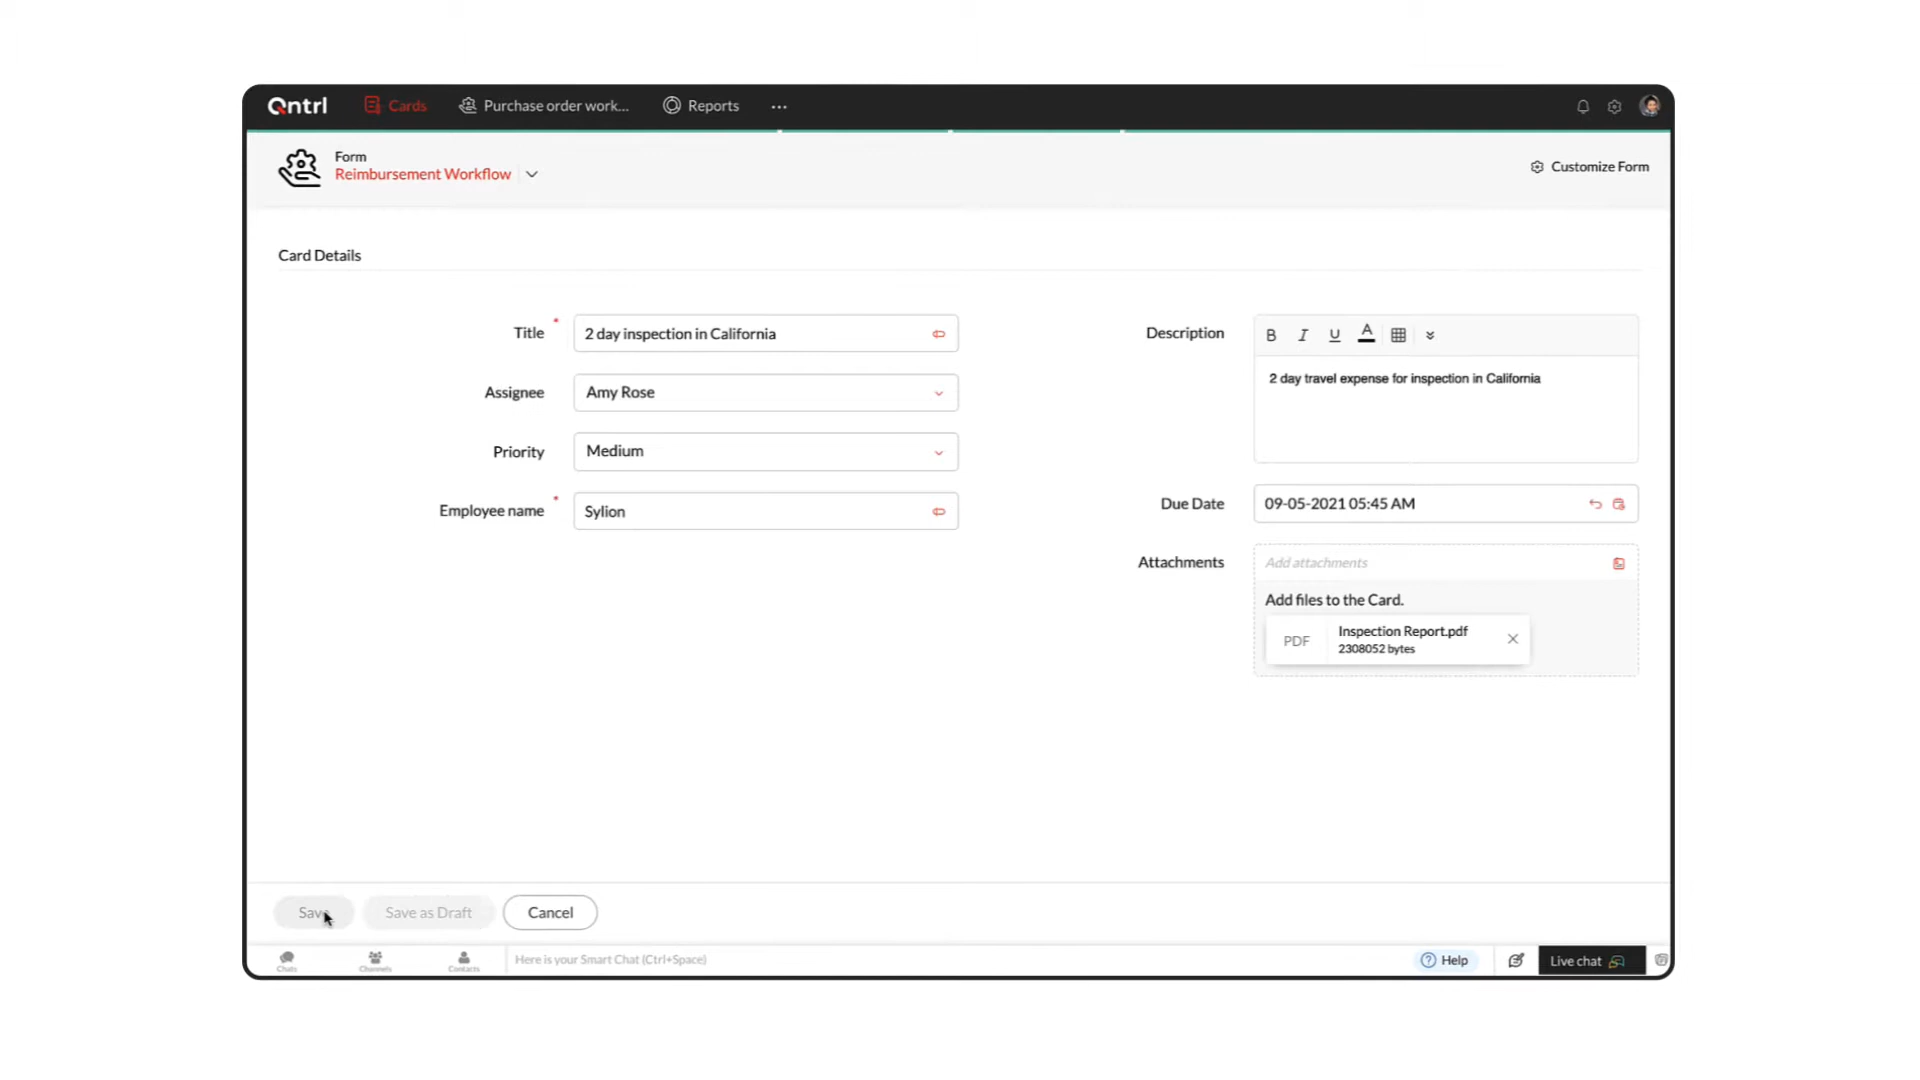 Qntrl Cards Purchase order work... Reports ...
Form
Reimbursement Workflow
Customize Form
Card Details
Title * 2 day inspection in California
Assignee Amy Rose
Priority Medium
Employee name * Sylion
Description B I U A
2 day travel expense for inspection in California
Due Date 09-05-2021 05:45 AM
Attachments Add attachments
Add files to the Card.
PDF Inspection Report.pdf
2308052 bytes
Save Save as Draft Cancel
Chats Channels Contacts Here is your Smart Chat (Ctrl+Space) Help Live chat